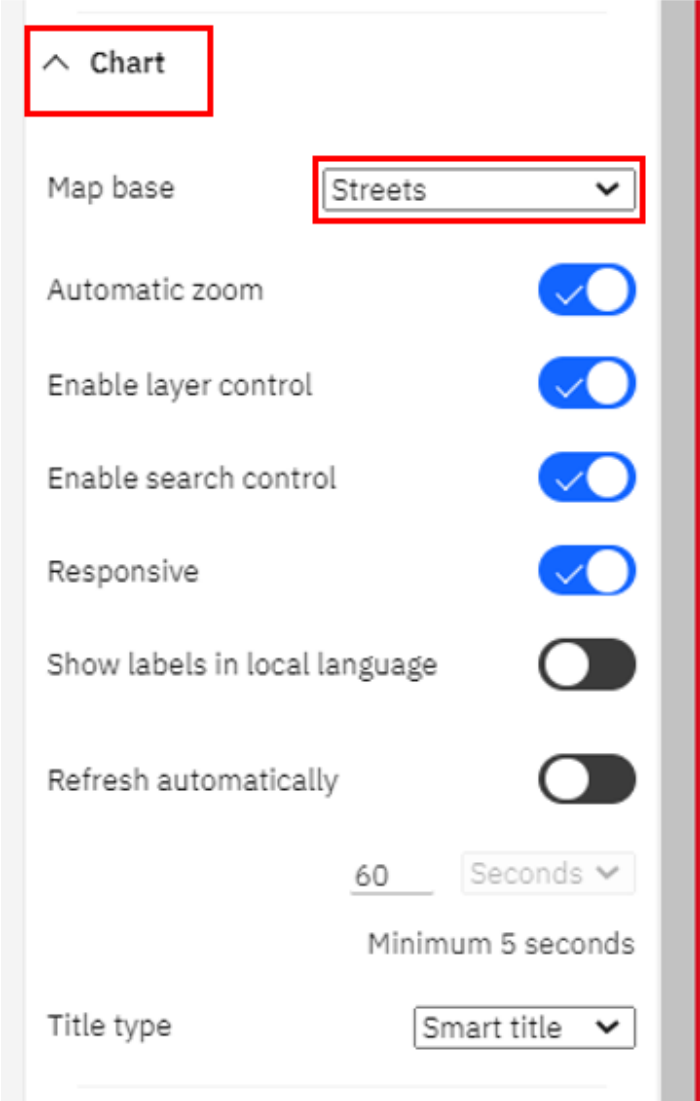 Chart
Map base Streets
Automatic zoom
Enable layer control
Enable search control
Responsive
Show labels in local language
Refresh automatically
60 Seconds
Minimum 5 seconds
Title type Smart title